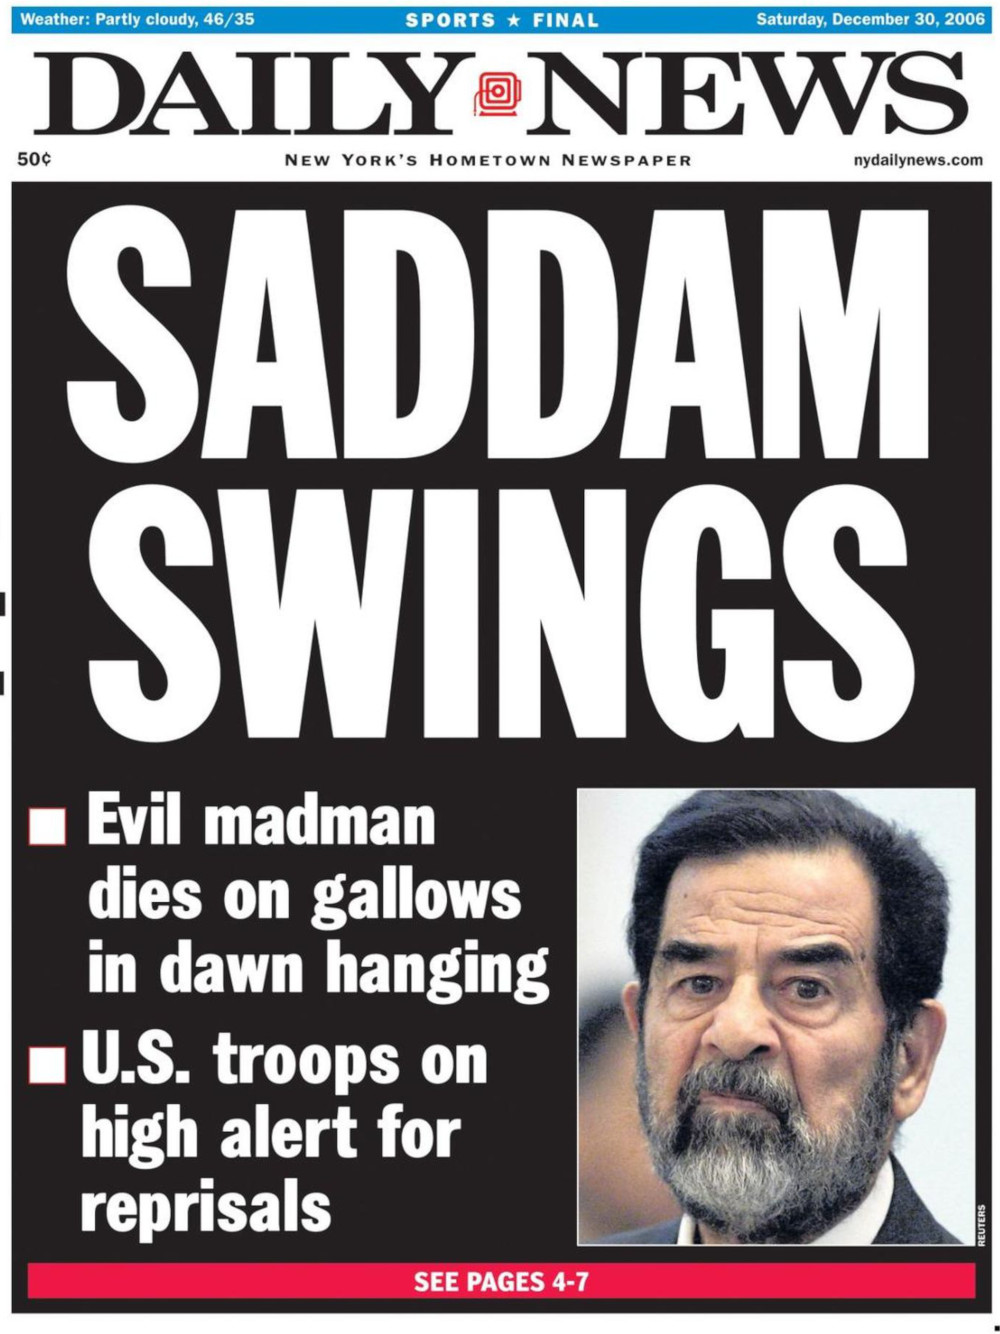 Weather: Partly cloudy, 46/35 SPORTS ★ FINAL Saturday, December 30, 2006
DAILY NEWS
50¢ NEW YORK'S HOMETOWN NEWSPAPER nydailynews.com
SADDAM
SWINGS
Evil madman
dies on gallows
in dawn hanging
U.S. troops on
high alert for
reprisals
REUTERS
SEE PAGES 4-7